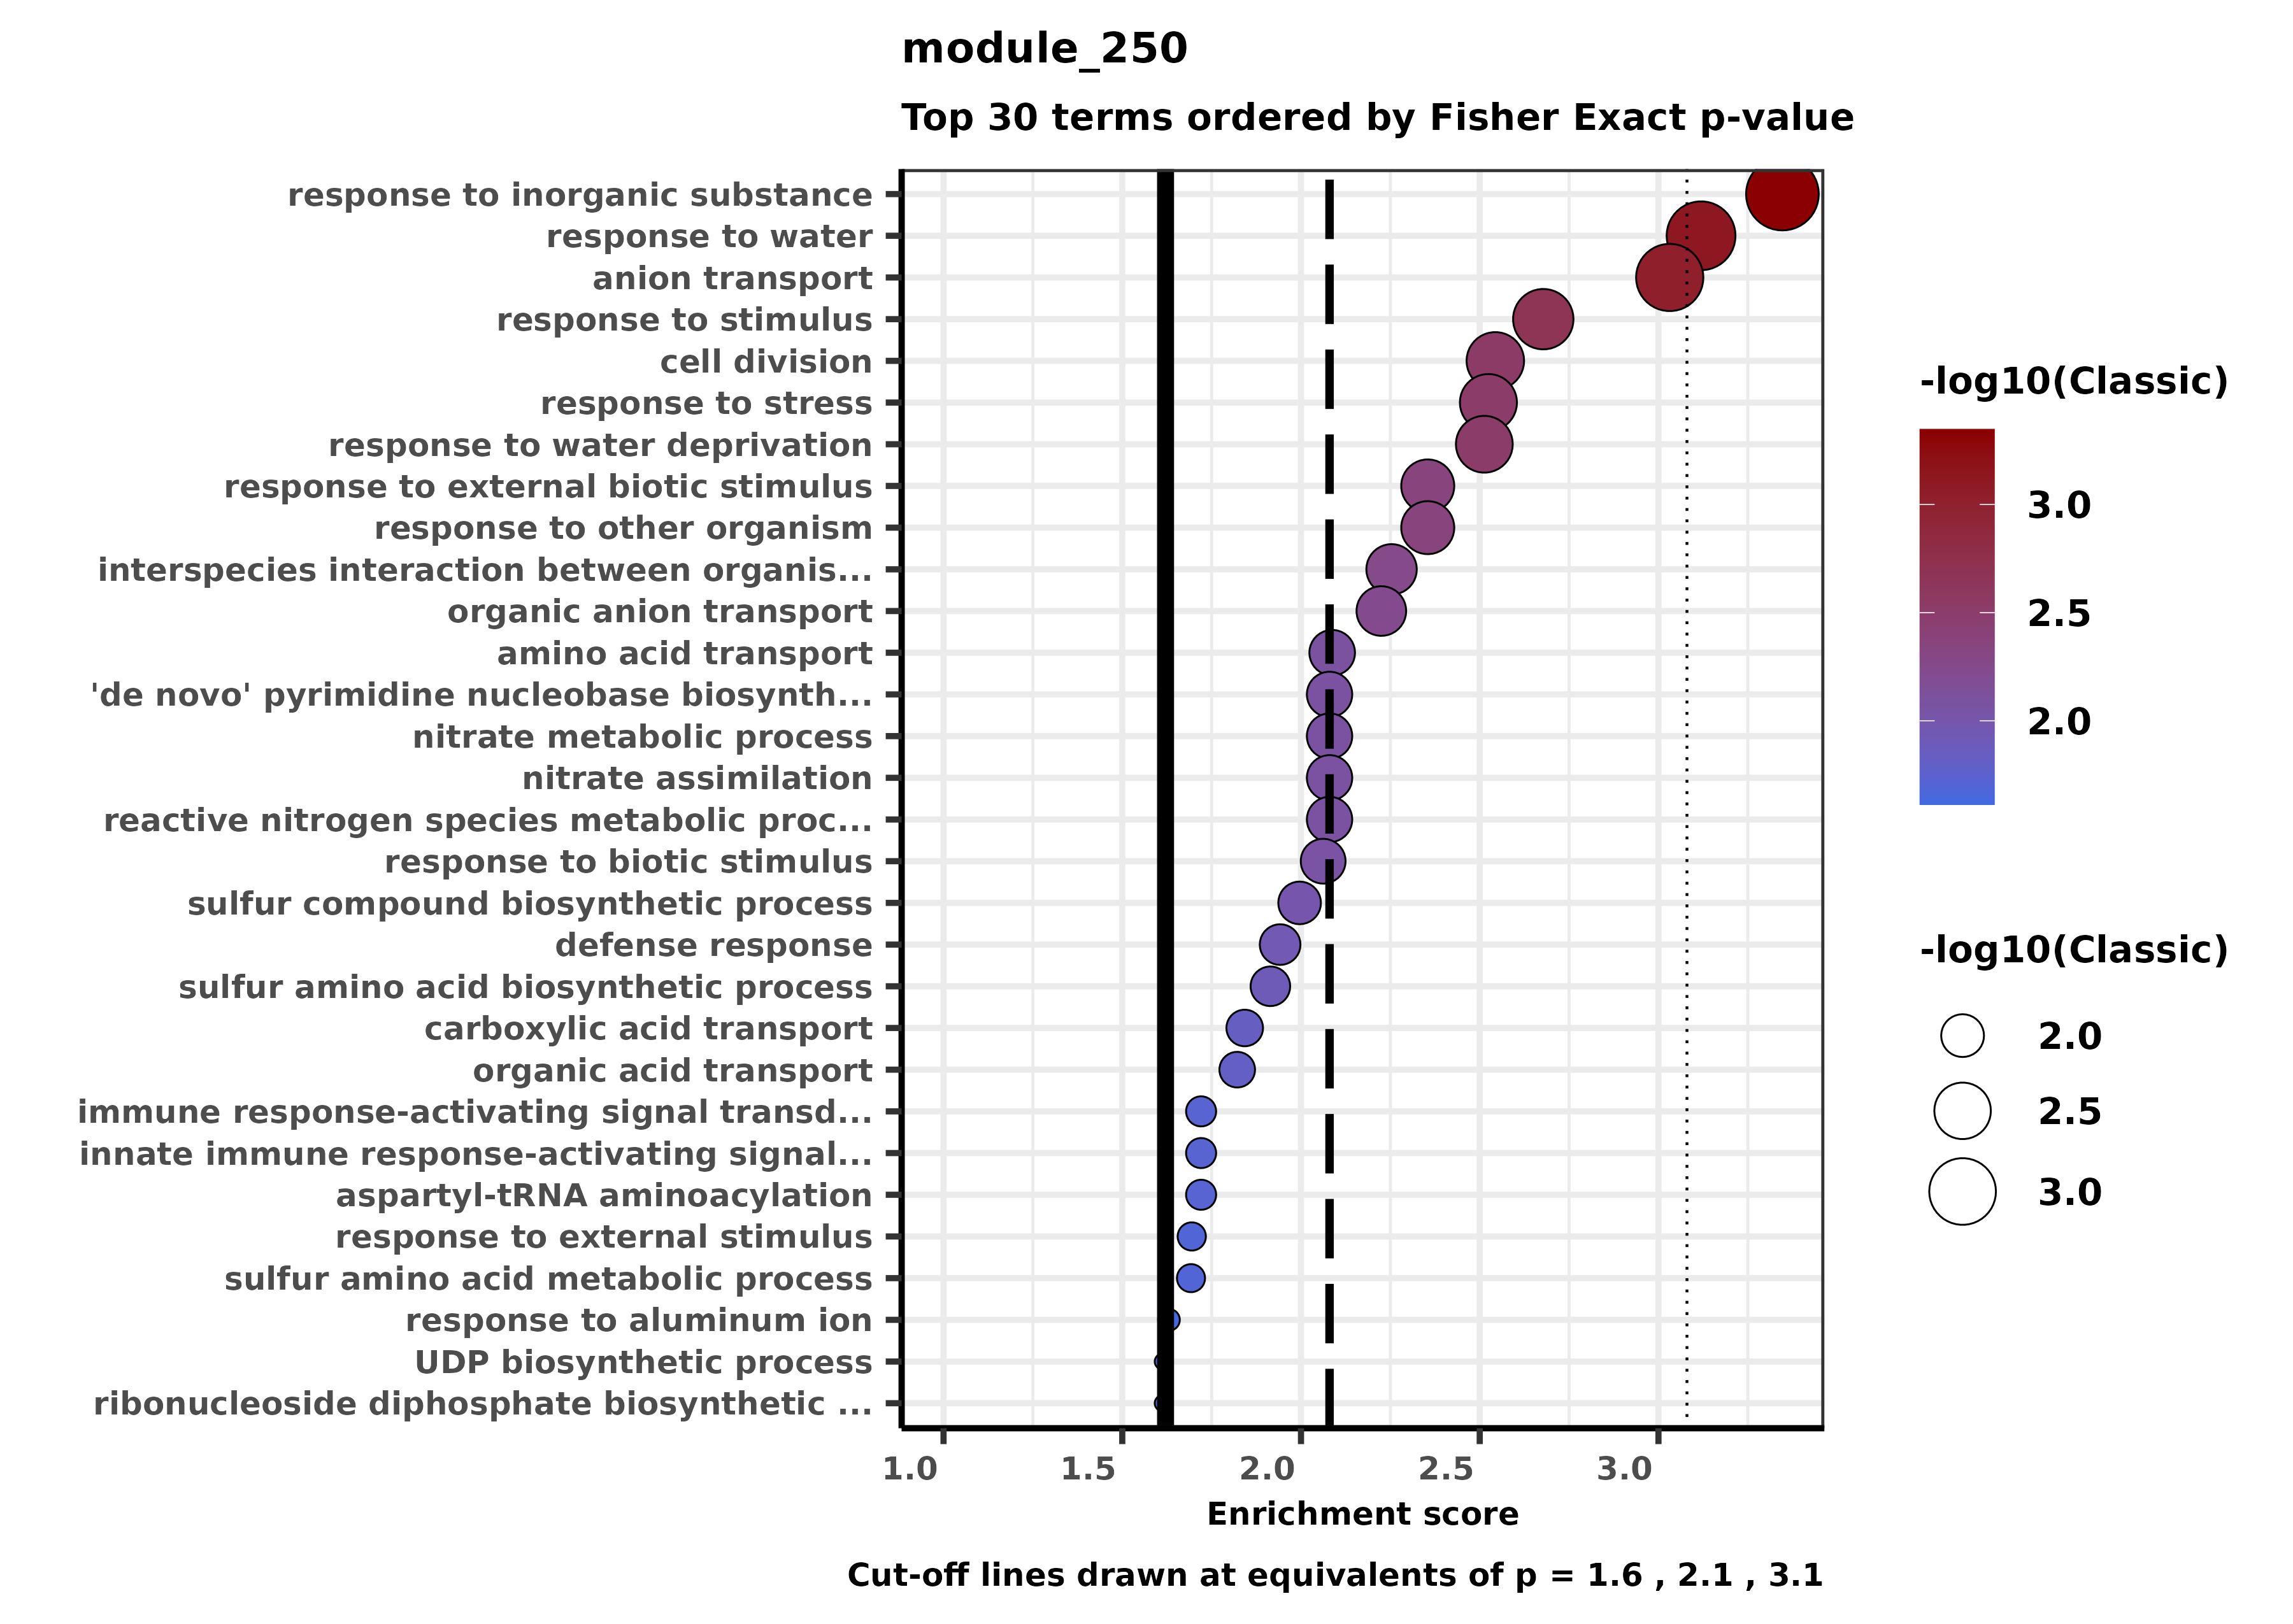 module_250
Top 30 terms ordered by Fisher Exact p-value
response to inorganic substance
response to water
anion transport
response to stimulus
cell division
response to stress
response to water deprivation
response to external biotic stimulus
response to other organism
interspecies interaction between organis...
organic anion transport
amino acid transport
'de novo' pyrimidine nucleobase biosynth...
nitrate metabolic process
nitrate assimilation
reactive nitrogen species metabolic proc...
response to biotic stimulus
sulfur compound biosynthetic process
defense response
sulfur amino acid biosynthetic process
carboxylic acid transport
organic acid transport
immune response-activating signal transd...
innate immune response-activating signal...
aspartyl-tRNA aminoacylation
response to external stimulus
sulfur amino acid metabolic process
response to aluminum ion
UDP biosynthetic process
ribonucleoside diphosphate biosynthetic ...
1.0 1.5 2.0 2.5 3.0
Enrichment score
Cut-off lines drawn at equivalents of p = 1.6 , 2.1 , 3.1
-log10(Classic)
3.0
2.5
2.0
-log10(Classic)
2.0
2.5
3.0